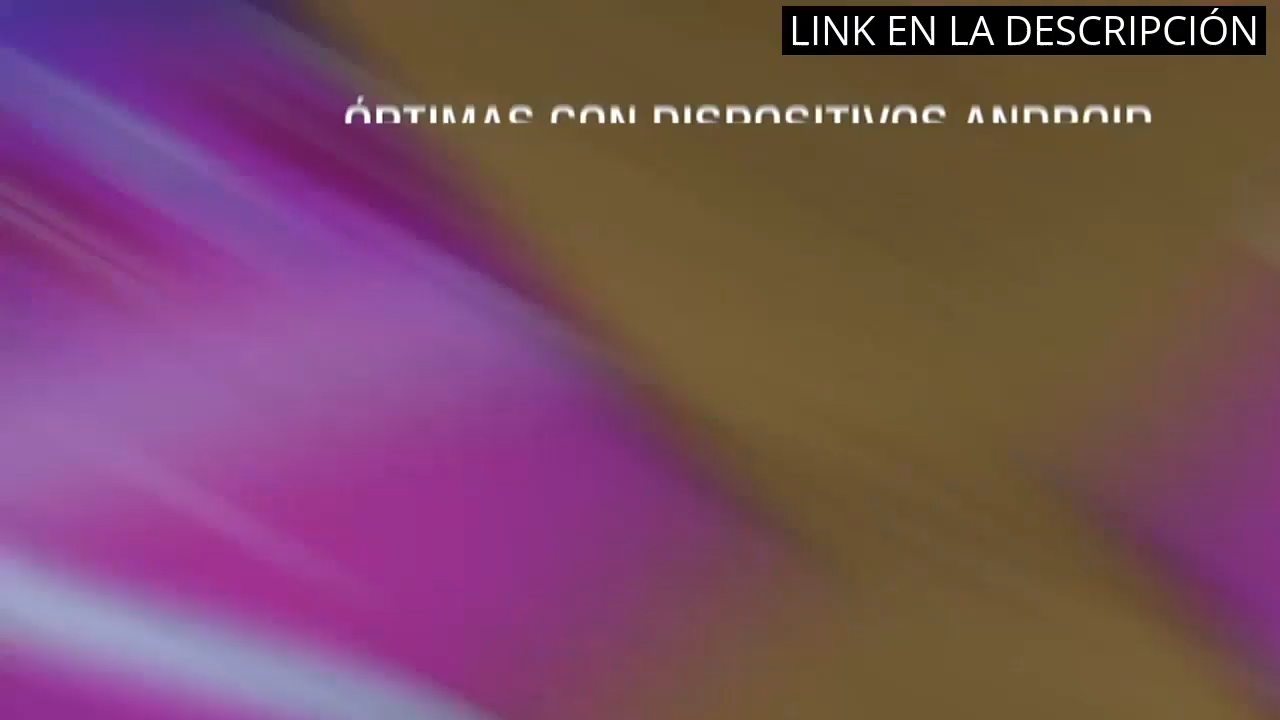 LINK EN LA DESCRIPCIÓN
ÓPTIMAS CON DISPOSITIVOS ANDROID